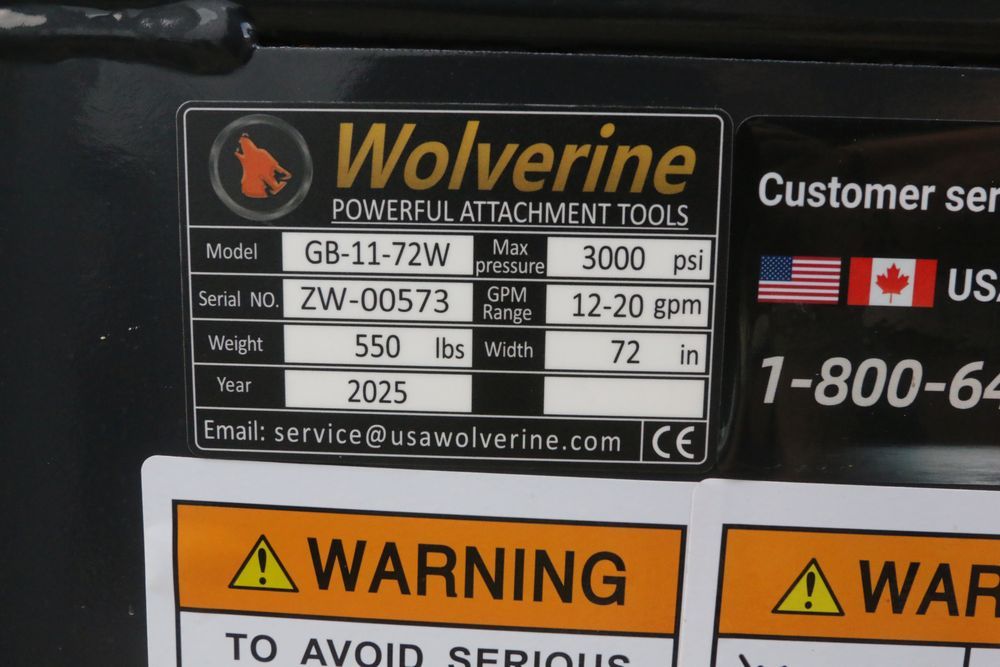 Wolverine
POWERFUL ATTACHMENT TOOLS
Model GB-11-72W Max pressure 3000 psi
Serial NO. ZW-00573 GPM Range 12-20 gpm
Weight 550 lbs Width 72 in
Year 2025
Email: service@usawolverine.com CE
Customer ser
USA
1-800-64
WARNING
TO AVOID SERIOUS
WAR